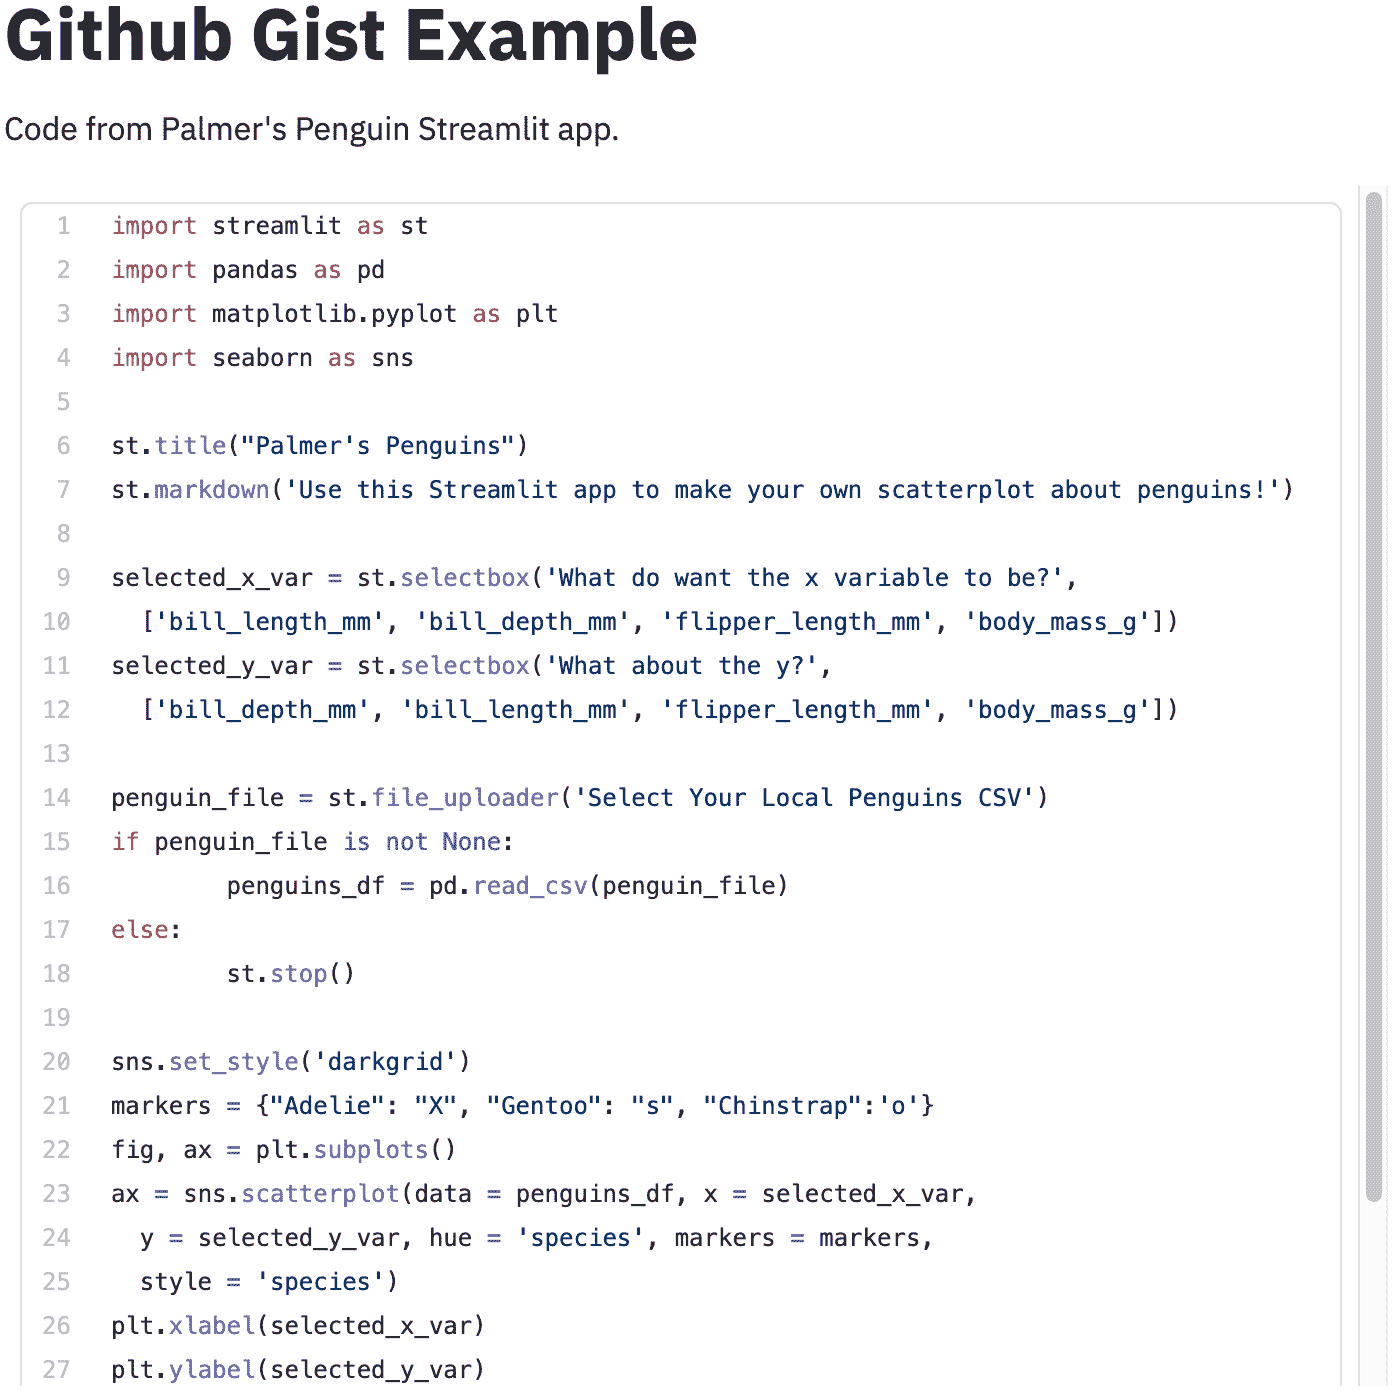 Github Gist Example
Code from Palmer's Penguin Streamlit app.
1 import streamlit as st
2 import pandas as pd
3 import matplotlib.pyplot as plt
4 import seaborn as sns
5
6 st.title("Palmer's Penguins")
7 st.markdown('Use this Streamlit app to make your own scatterplot about penguins!')
8
9 selected_x_var = st.selectbox('What do want the x variable to be?',
10   ['bill_length_mm', 'bill_depth_mm', 'flipper_length_mm', 'body_mass_g'])
11 selected_y_var = st.selectbox('What about the y?',
12   ['bill_depth_mm', 'bill_length_mm', 'flipper_length_mm', 'body_mass_g'])
13
14 penguin_file = st.file_uploader('Select Your Local Penguins CSV')
15 if penguin_file is not None:
16         penguins_df = pd.read_csv(penguin_file)
17 else:
18         st.stop()
19
20 sns.set_style('darkgrid')
21 markers = {"Adelie": "X", "Gentoo": "s", "Chinstrap":'o'}
22 fig, ax = plt.subplots()
23 ax = sns.scatterplot(data = penguins_df, x = selected_x_var,
24   y = selected_y_var, hue = 'species', markers = markers,
25   style = 'species')
26 plt.xlabel(selected_x_var)
27 plt.ylabel(selected_y_var)